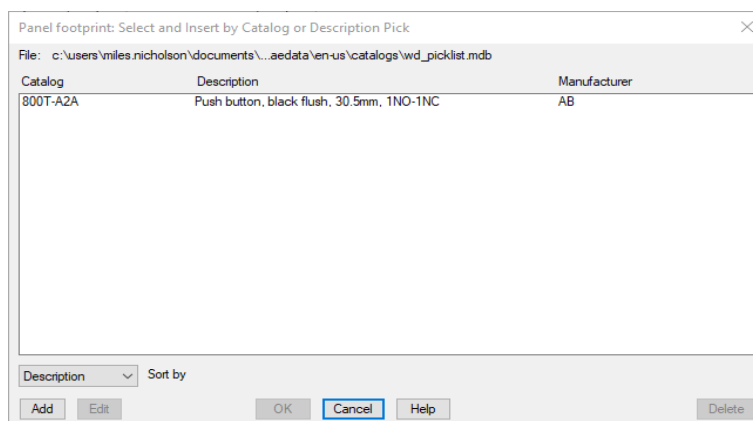 Panel footprint: Select and Insert by Catalog or Description Pick
File: c:\users\miles.nicholson\documents\...aedata\en-us\catalogs\wd_picklist.mdb
Catalog Description Manufacturer
800T-A2A Push button, black flush, 30.5mm, 1NO-1NC AB
Description Sort by
Add Edit OK Cancel Help Delete